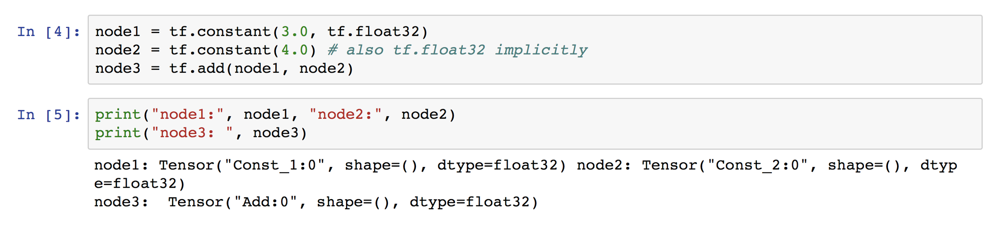 In [4]: node1 = tf.constant(3.0, tf.float32)
node2 = tf.constant(4.0) # also tf.float32 implicitly
node3 = tf.add(node1, node2)
In [5]: print("node1:", node1, "node2:", node2)
print("node3: ", node3)
node1: Tensor("Const_1:0", shape=(), dtype=float32) node2: Tensor("Const_2:0", shape=(), dtyp
e=float32)
node3:  Tensor("Add:0", shape=(), dtype=float32)